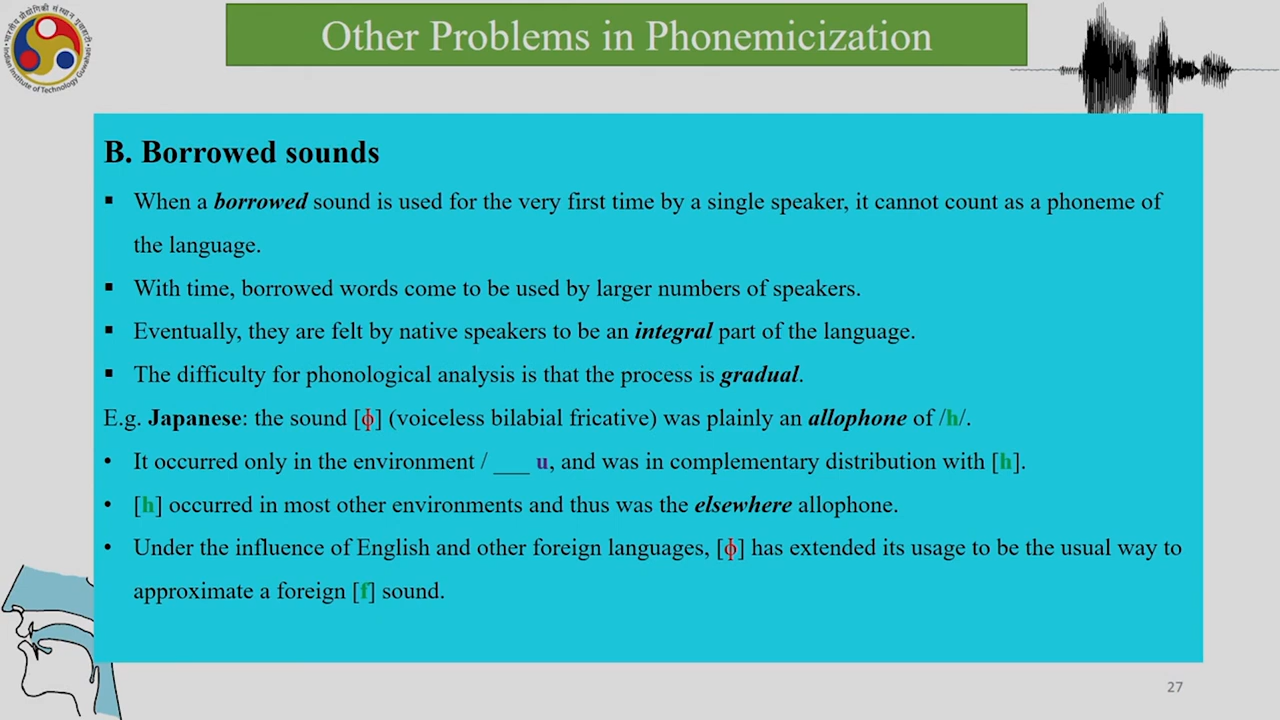 Other Problems in Phonemicization
भारतीय प्रौद्योगिकी संस्थान गुवाहाटी
Indian Institute of Technology Guwahati
B. Borrowed sounds
▪ When a borrowed sound is used for the very first time by a single speaker, it cannot count as a phoneme of
the language.
▪ With time, borrowed words come to be used by larger numbers of speakers.
▪ Eventually, they are felt by native speakers to be an integral part of the language.
▪ The difficulty for phonological analysis is that the process is gradual.
E.g. Japanese: the sound [ɸ] (voiceless bilabial fricative) was plainly an allophone of /h/.
• It occurred only in the environment / ___ u, and was in complementary distribution with [h].
• [h] occurred in most other environments and thus was the elsewhere allophone.
• Under the influence of English and other foreign languages, [ɸ] has extended its usage to be the usual way to
approximate a foreign [f] sound.
27